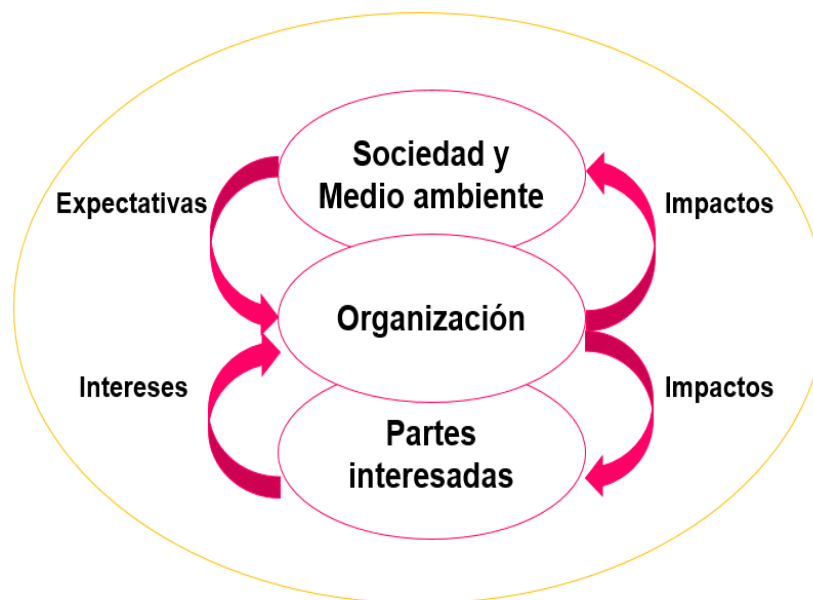 Sociedad y
Medio ambiente
Expectativas
Impactos
Organización
Intereses
Impactos
Partes
interesadas